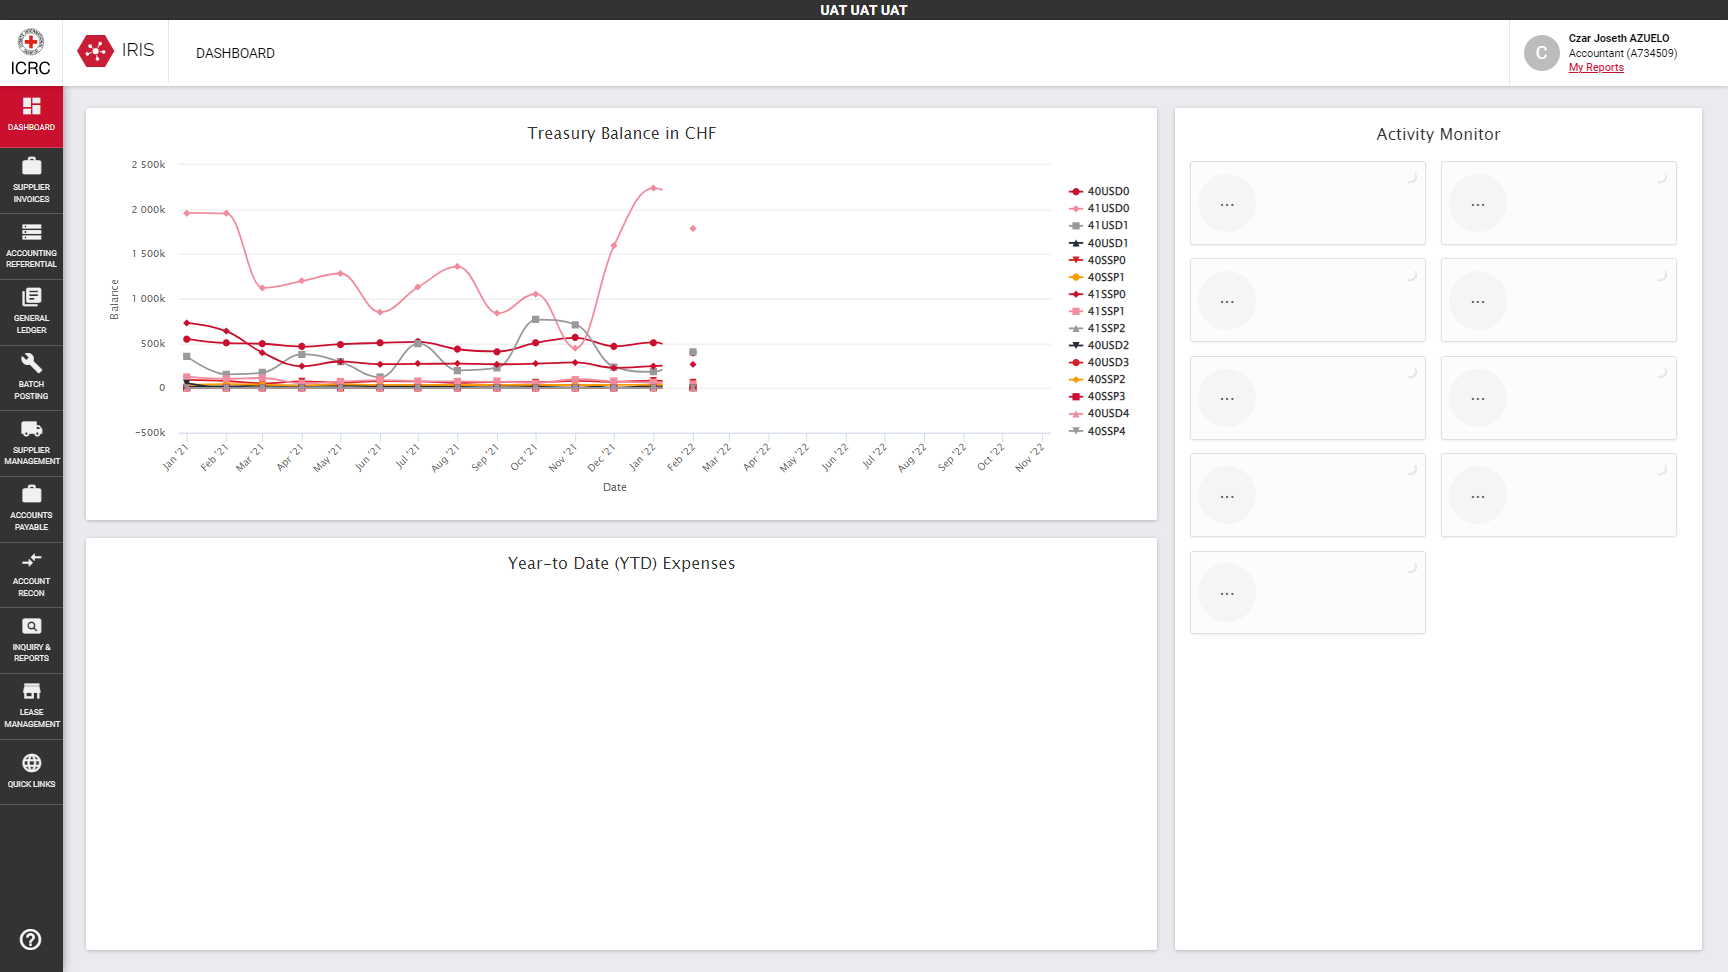 UAT UAT UAT
ICRC
IRIS
DASHBOARD
Czar Joseth AZUELO
Accountant (A734509)
My Reports
DASHBOARD
SUPPLIER
INVOICES
ACCOUNTING
REFERENTIAL
GENERAL
LEDGER
BATCH
POSTING
SUPPLIER
MANAGEMENT
ACCOUNTS
PAYABLE
ACCOUNT
RECON
INQUIRY &
REPORTS
LEASE
MANAGEMENT
QUICK LINKS
Treasury Balance in CHF
2 500k
2 000k
1 500k
1 000k
500k
0
-500k
Balance
Jan '21
Feb '21
Mar '21
Apr '21
May '21
Jun '21
Jul '21
Aug '21
Sep '21
Oct '21
Nov '21
Dec '21
Jan '22
Feb '22
Mar '22
Apr '22
May '22
Jun '22
Jul '22
Aug '22
Sep '22
Oct '22
Nov '22
Date
40USD0
41USD0
41USD1
40USD1
40SSP0
40SSP1
41SSP0
41SSP1
41SSP2
40USD2
40USD3
40SSP2
40SSP3
40USD4
40SSP4
Year-to Date (YTD) Expenses
Activity Monitor
...
...
...
...
...
...
...
...
...